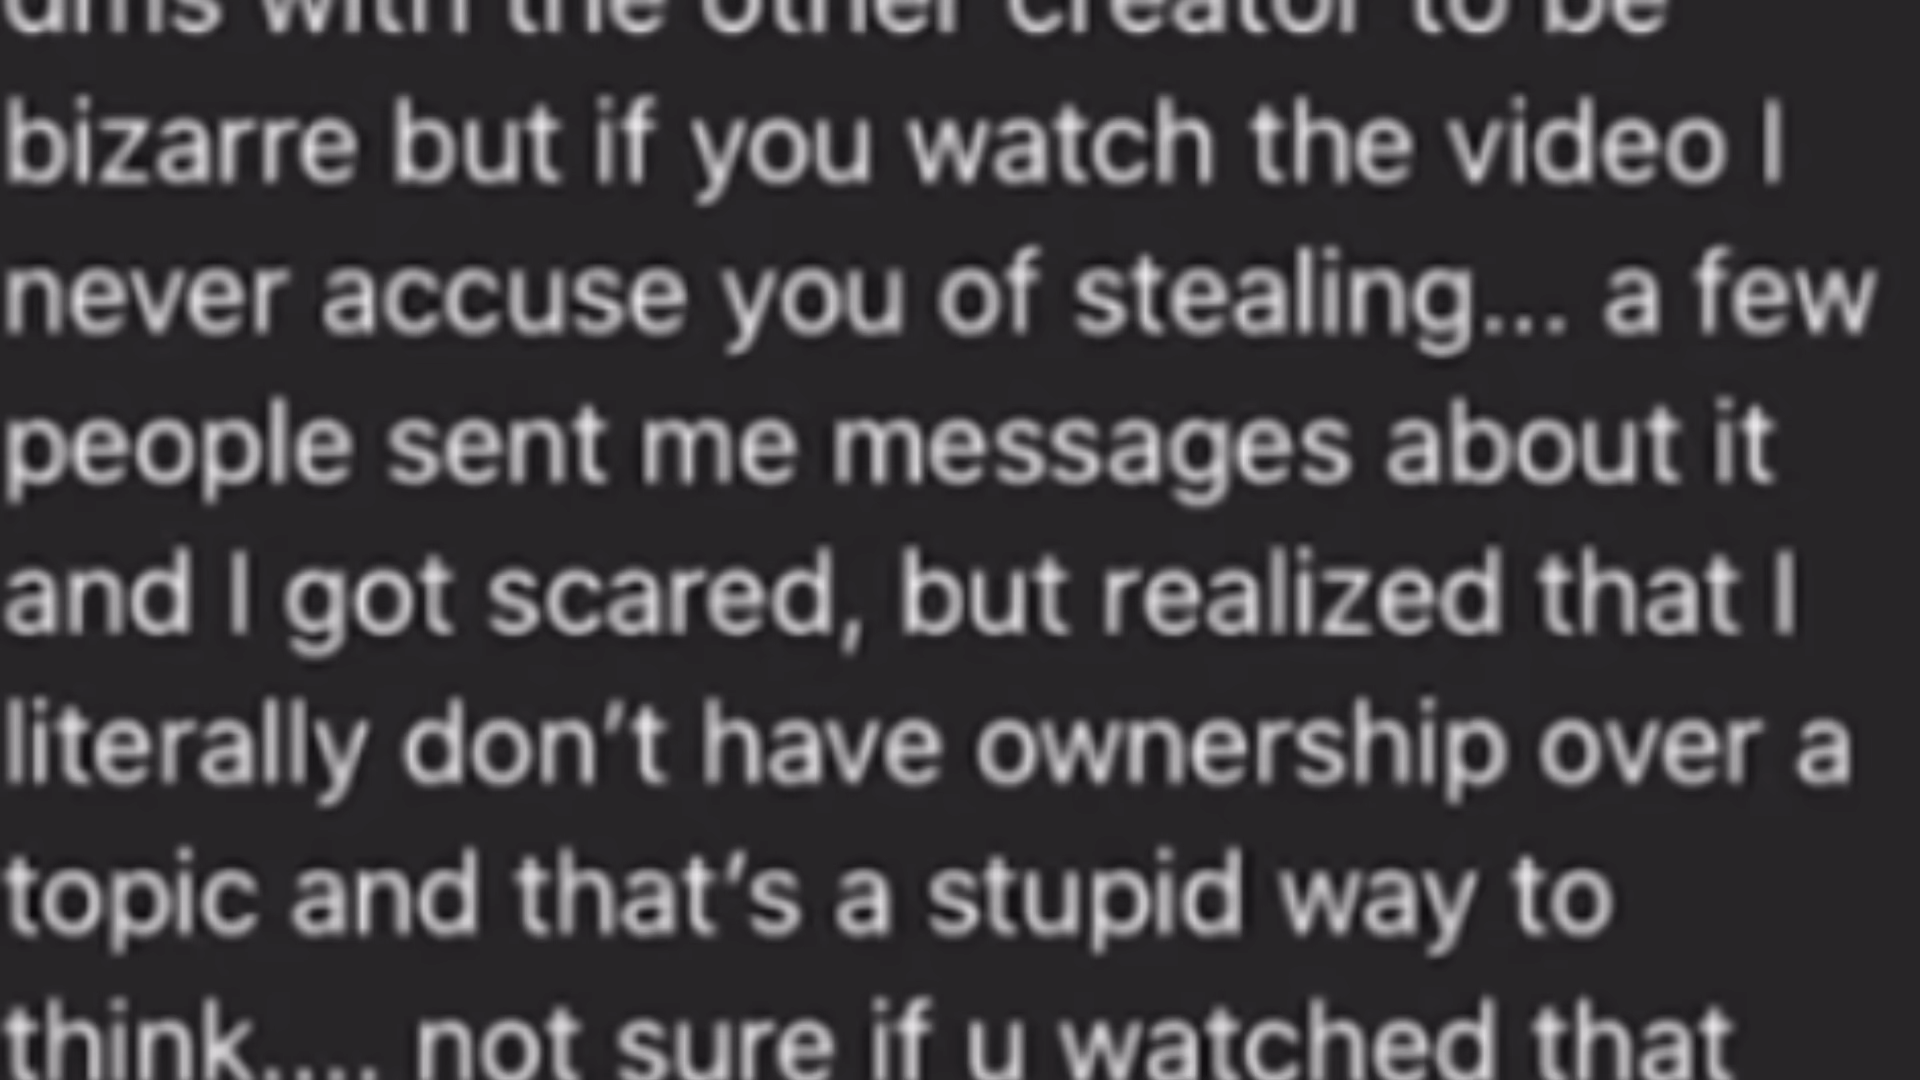 dms with the other creator to be
bizarre but if you watch the video I
never accuse you of stealing... a few
people sent me messages about it
and I got scared, but realized that I
literally don’t have ownership over a
topic and that’s a stupid way to
think.... not sure if u watched that